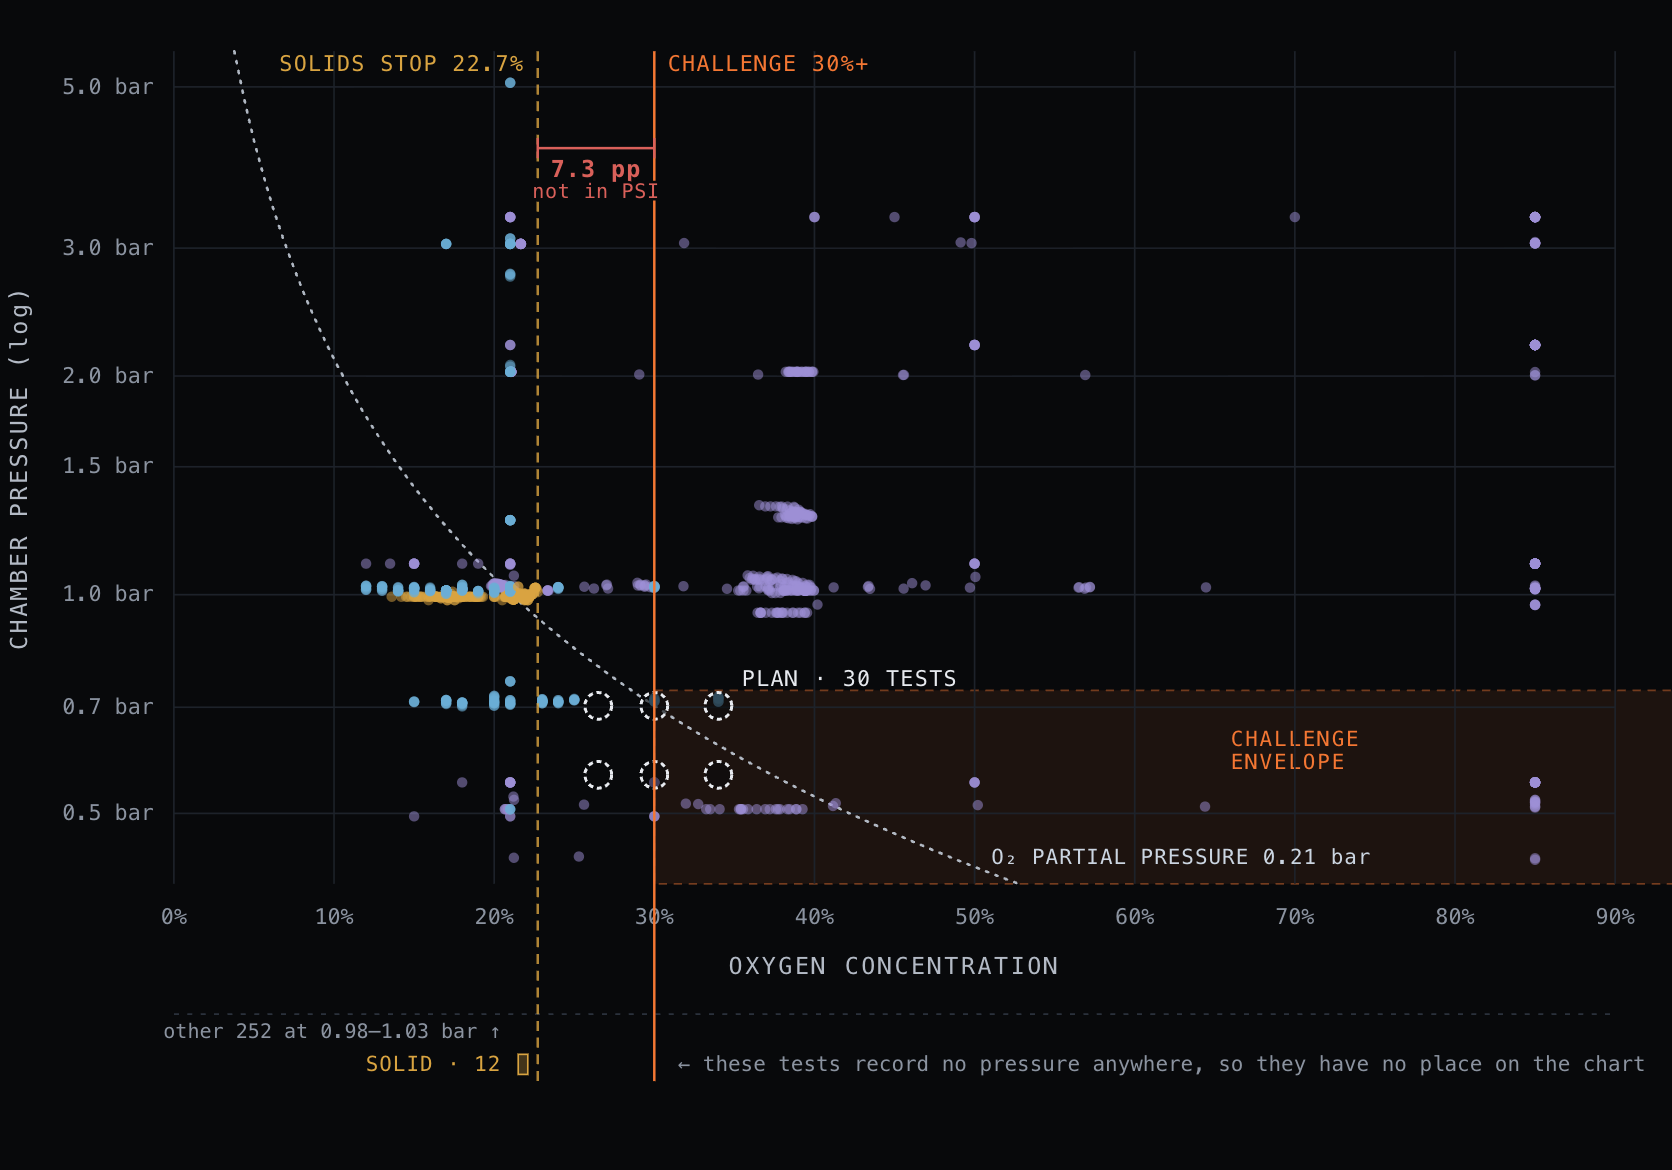 SOLIDS STOP 22.7%
CHALLENGE 30%+
5.0 bar
7.3 pp
not in PSI
3.0 bar
2.0 bar
1.5 bar
1.0 bar
PLAN · 30 TESTS
0.7 bar
CHALLENGE
ENVELOPE
0.5 bar
O₂ PARTIAL PRESSURE 0.21 bar
CHAMBER PRESSURE (log)
0% 10% 20% 30% 40% 50% 60% 70% 80% 90%
OXYGEN CONCENTRATION
other 252 at 0.98–1.03 bar ↑
SOLID · 12
← these tests record no pressure anywhere, so they have no place on the chart